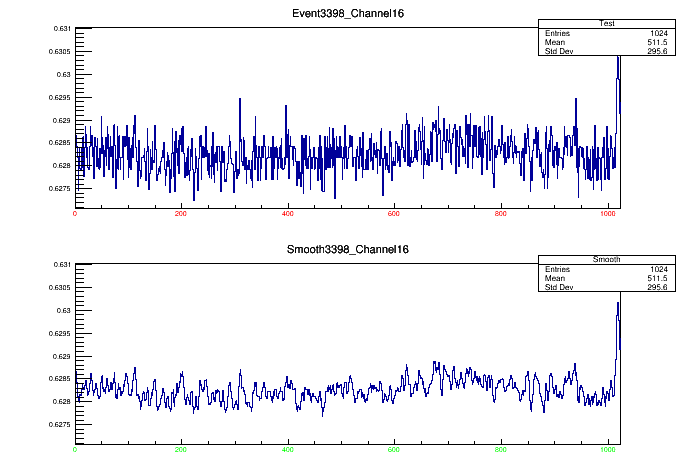 Event3398_Channel16
Test
Entries 1024
Mean 511.5
Std Dev 295.6
0.631
0.6305
0.63
0.6295
0.629
0.6285
0.628
0.6275
0 200 400 600 800 1000
Smooth3398_Channel16
Smooth
Entries 1024
Mean 511.5
Std Dev 295.6
0.631
0.6305
0.63
0.6295
0.629
0.6285
0.628
0.6275
0 200 400 600 800 1000